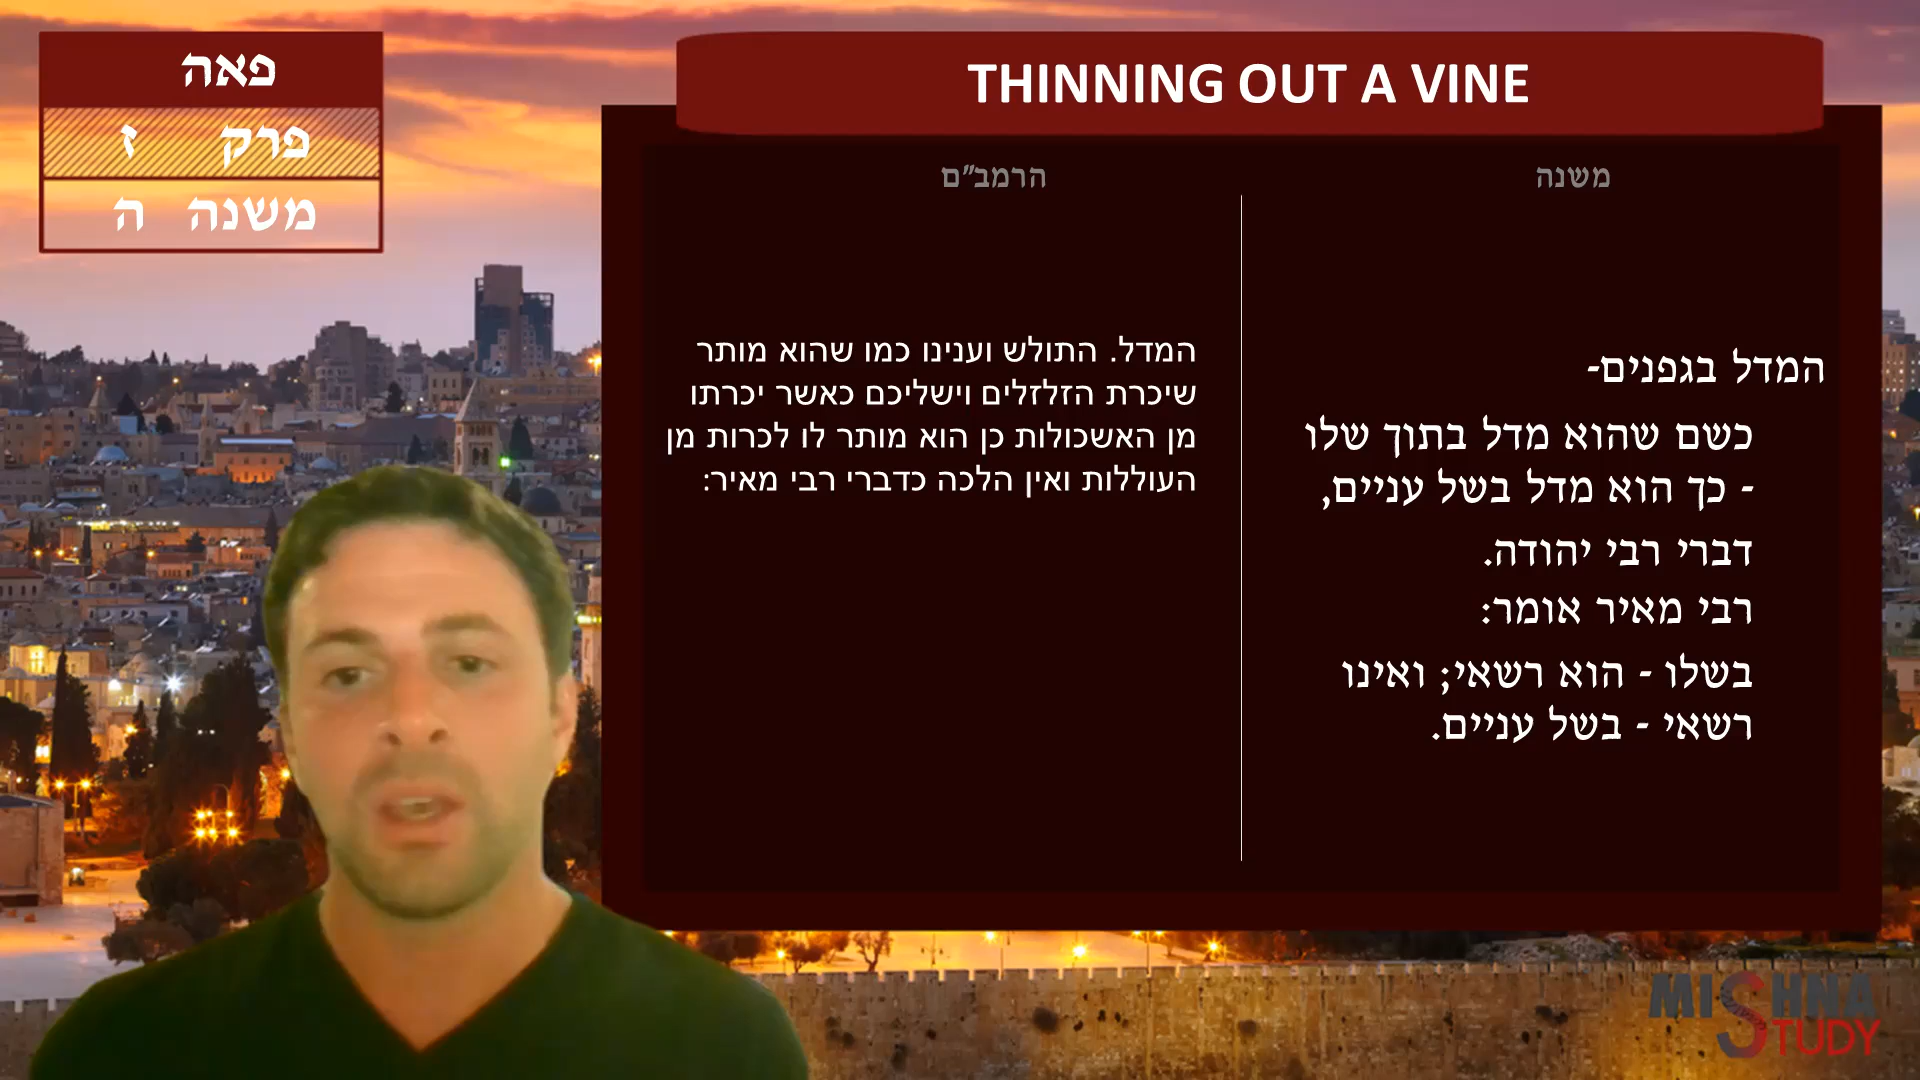 פאה
פרק ז
משנה ה
THINNING OUT A VINE
משנה
המדל בגפנים-
כשם שהוא מדל בתוך שלו
- כך הוא מדל בשל עניים,
דברי רבי יהודה.
רבי מאיר אומר:
בשלו - הוא רשאי; ואינו
רשאי - בשל עניים.
הרמב"ם
המדל. התולש וענינו כמו שהוא מותר
שיכרת הזלזלים וישליכם כאשר יכרתו
מן האשכולות כן הוא מותר לו לכרות מן
העוללות ואין הלכה כדברי רבי מאיר:
MISHNA
STUDY